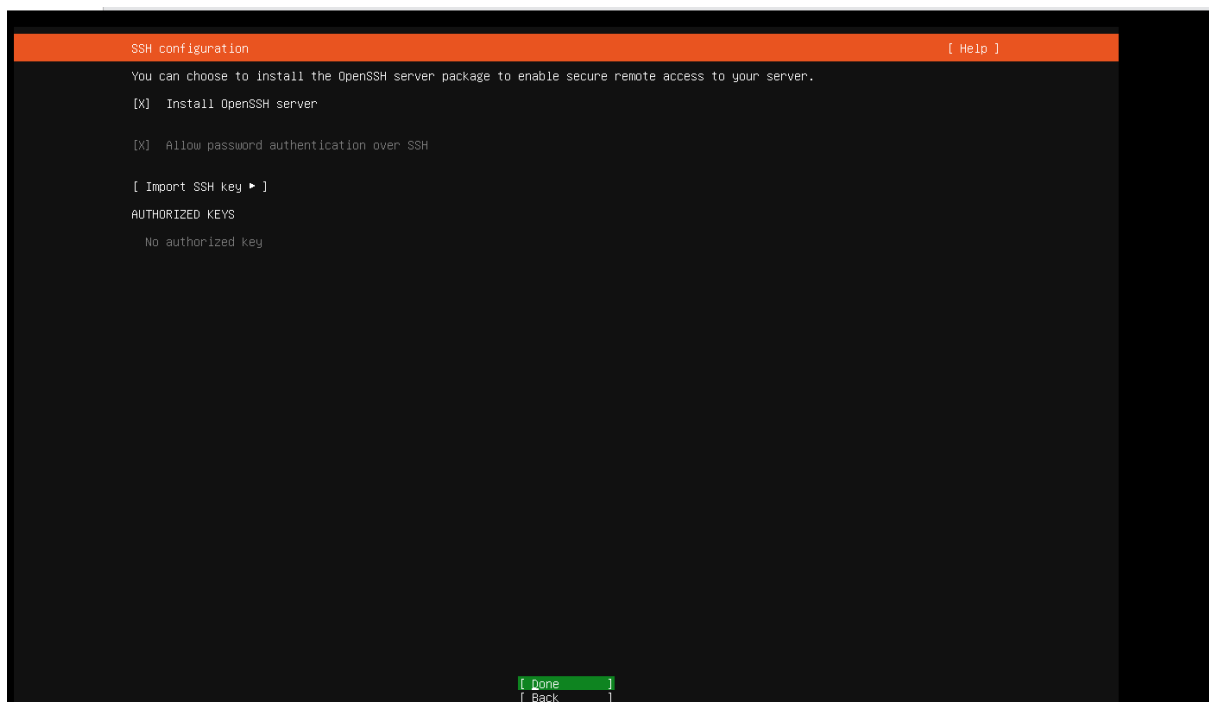 SSH configuration [ Help ]
You can choose to install the OpenSSH server package to enable secure remote access to your server.
[X] Install OpenSSH server
[X] Allow password authentication over SSH
[ Import SSH key ► ]
AUTHORIZED KEYS
No authorized key
[ Done ]
[ Back ]